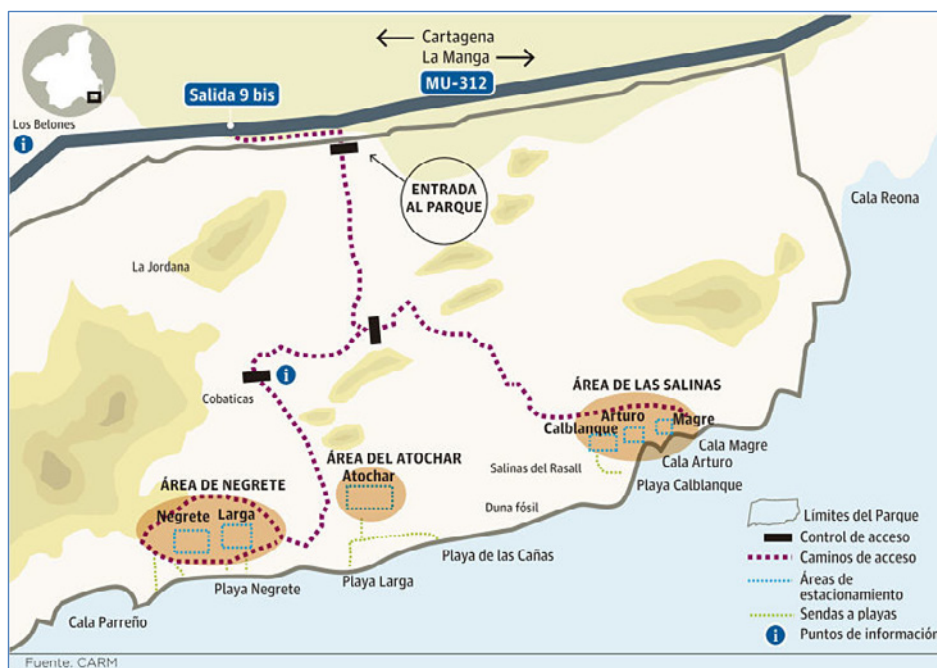 Cartagena
La Manga
MU-312
Salida 9 bis
Los Belones
i
ENTRADA
AL PARQUE
Cala Reona
La Jordana
i
Cobaticas
ÁREA DE LAS SALINAS
Arturo
Calblanque
Magre
Cala Magre
Cala Arturo
Salinas del Rasall
Playa Calblanque
ÁREA DEL ATOCHAR
Atochar
ÁREA DE NEGRETE
Negrete
Larga
Duna fósil
Playa de las Cañas
Playa Larga
Playa Negrete
Cala Parreño
Límites del Parque
Control de acceso
Caminos de acceso
Áreas de
estacionamiento
Sendas a playas
i Puntos de información
Fuente. CARM